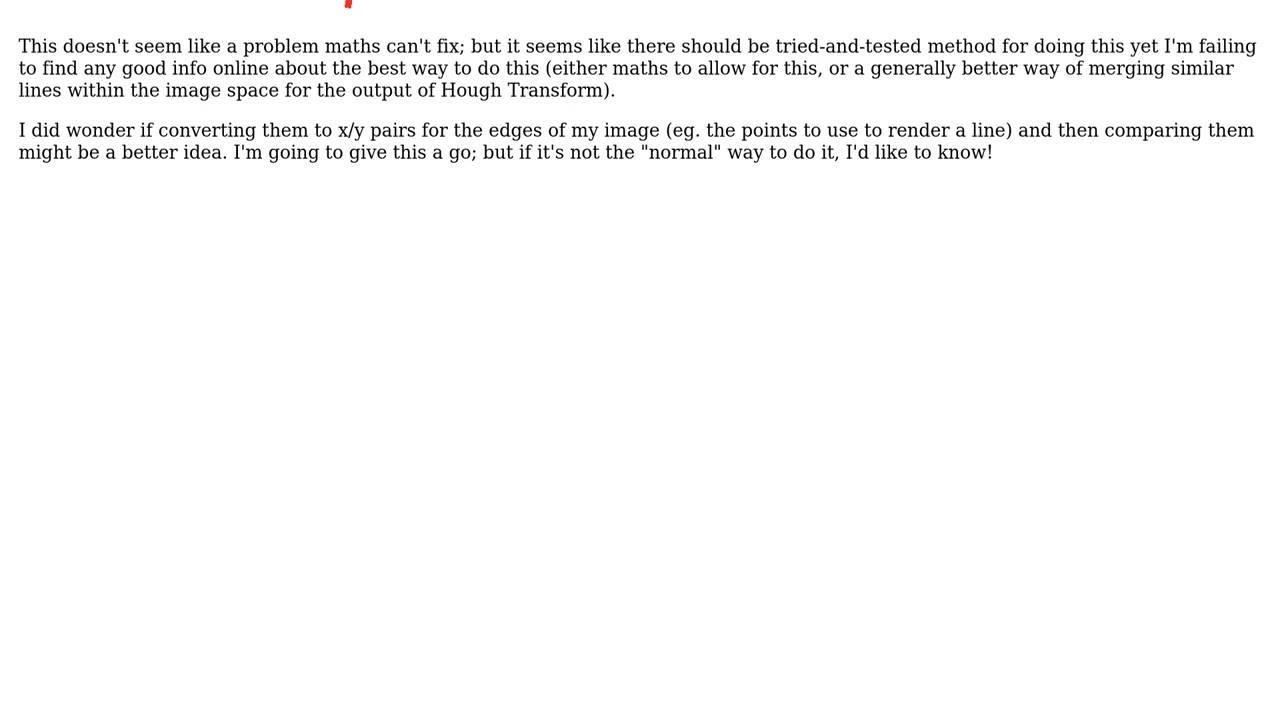 This doesn't seem like a problem maths can't fix; but it seems like there should be tried-and-tested method for doing this yet I'm failing
to find any good info online about the best way to do this (either maths to allow for this, or a generally better way of merging similar
lines within the image space for the output of Hough Transform).
I did wonder if converting them to x/y pairs for the edges of my image (eg. the points to use to render a line) and then comparing them
might be a better idea. I'm going to give this a go; but if it's not the "normal" way to do it, I'd like to know!